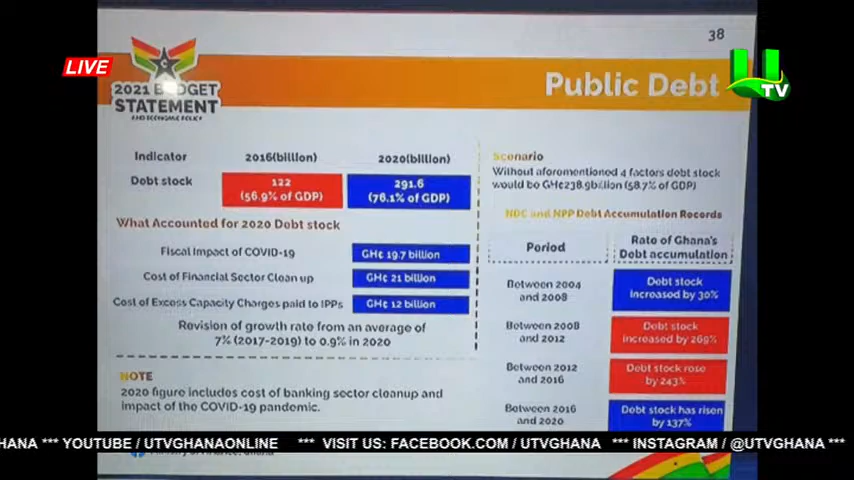 38
LIVE
U
TV
2021 BUDGET
STATEMENT
AND ECONOMIC POLICY
Public Debt
Indicator 2016(billion) 2020(billion)
Debt stock
122
(56.9% of GDP)
291.6
(76.1% of GDP)
What Accounted for 2020 Debt stock
Fiscal Impact of COVID-19 GH¢ 19.7 billion
Cost of Financial Sector Clean up GH¢ 21 billion
Cost of Excess Capacity Charges paid to IPPs GH¢ 12 billion
Revision of growth rate from an average of
7% (2017-2019) to 0.9% in 2020
NOTE
2020 figure includes cost of banking sector cleanup and
impact of the COVID-19 pandemic.
Scenario
Without aforementioned 4 factors debt stock
would be GH¢238.9billion (58.7% of GDP)
NDC and NPP Debt Accumulation Records
Period
Rate of Ghana's
Debt accumulation
Between 2004
and 2008
Debt stock
increased by 30%
Between 2008
and 2012
Debt stock
increased by 269%
Between 2012
and 2016
Debt stock rose
by 243%
Between 2016
and 2020
Debt stock has risen
by 137%
HANA *** YOUTUBE / UTVGHANAONLINE *** VISIT US: FACEBOOK.COM / UTVGHANA *** INSTAGRAM / @UTVGHANA ***